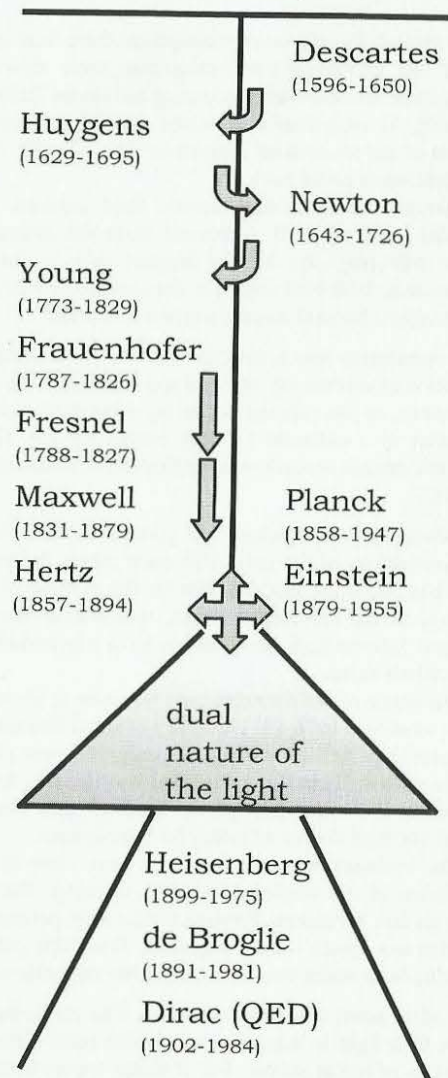 Descartes
(1596-1650)
Huygens
(1629-1695)
Newton
(1643-1726)
Young
(1773-1829)
Frauenhofer
(1787-1826)
Fresnel
(1788-1827)
Maxwell
(1831-1879)
Planck
(1858-1947)
Hertz
(1857-1894)
Einstein
(1879-1955)
dual
nature of
the light
Heisenberg
(1899-1975)
de Broglie
(1891-1981)
Dirac (QED)
(1902-1984)